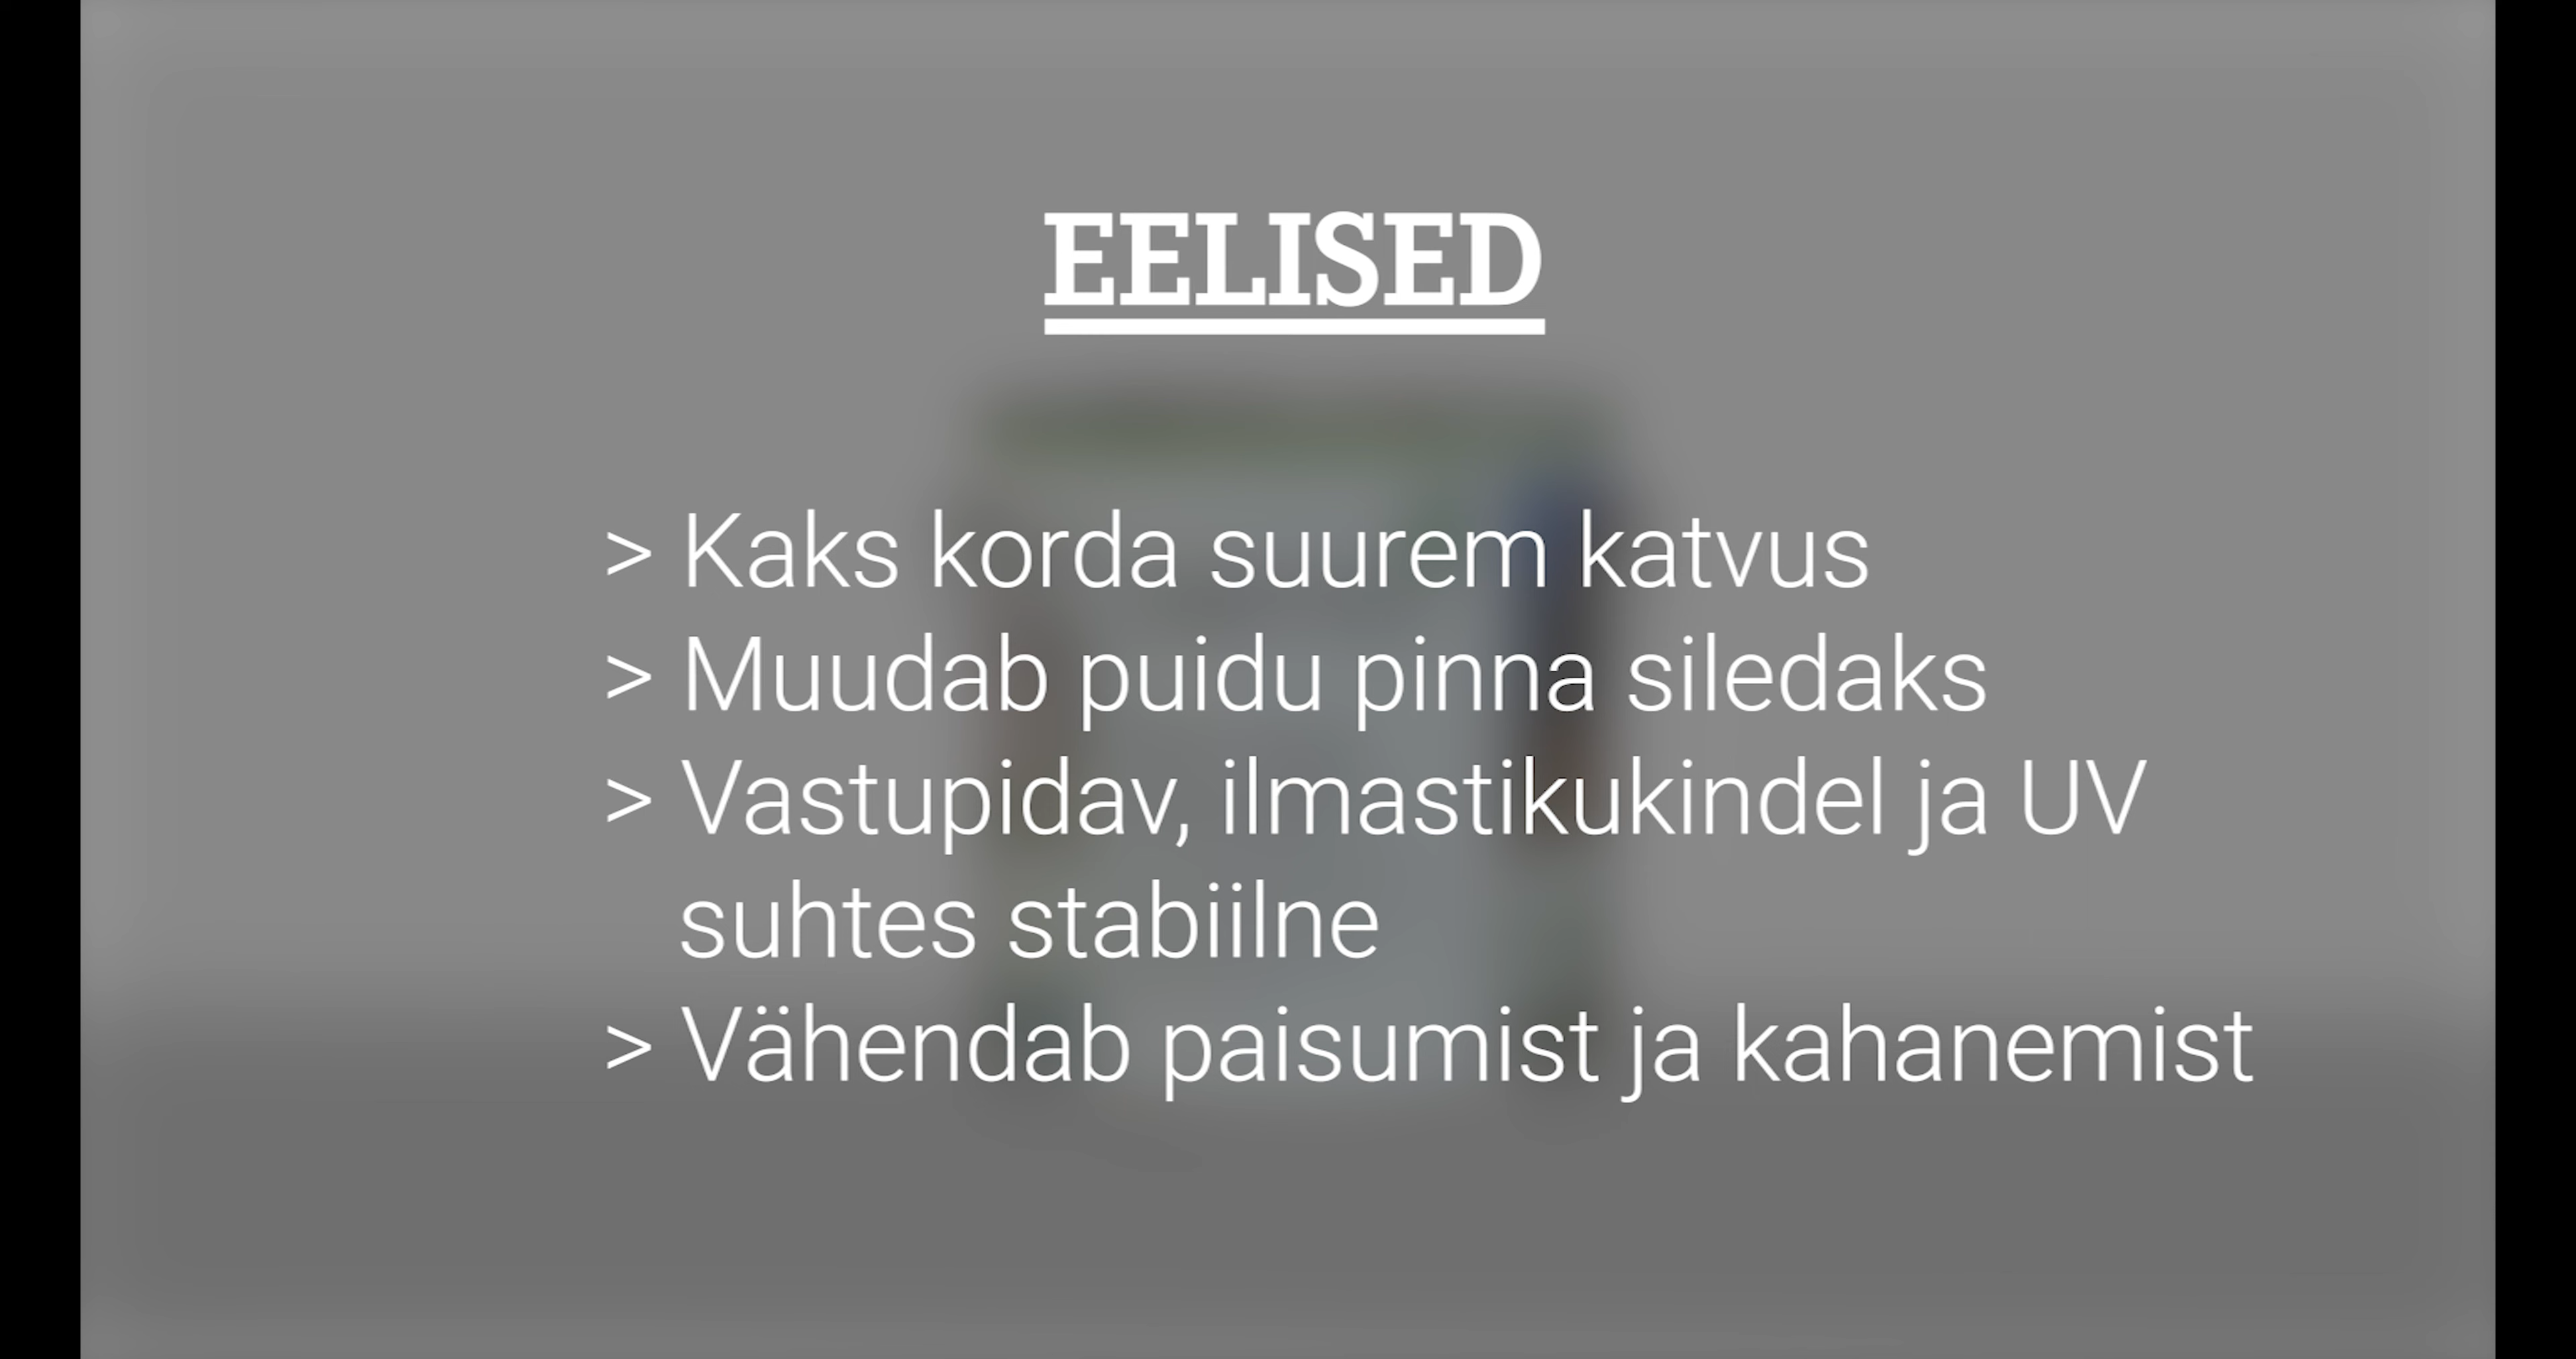 EELISED
> Kaks korda suurem katvus
> Muudab puidu pinna siledaks
> Vastupidav, ilmastikukindel ja UV
suhtes stabiilne
> Vähendab paisumist ja kahanemist